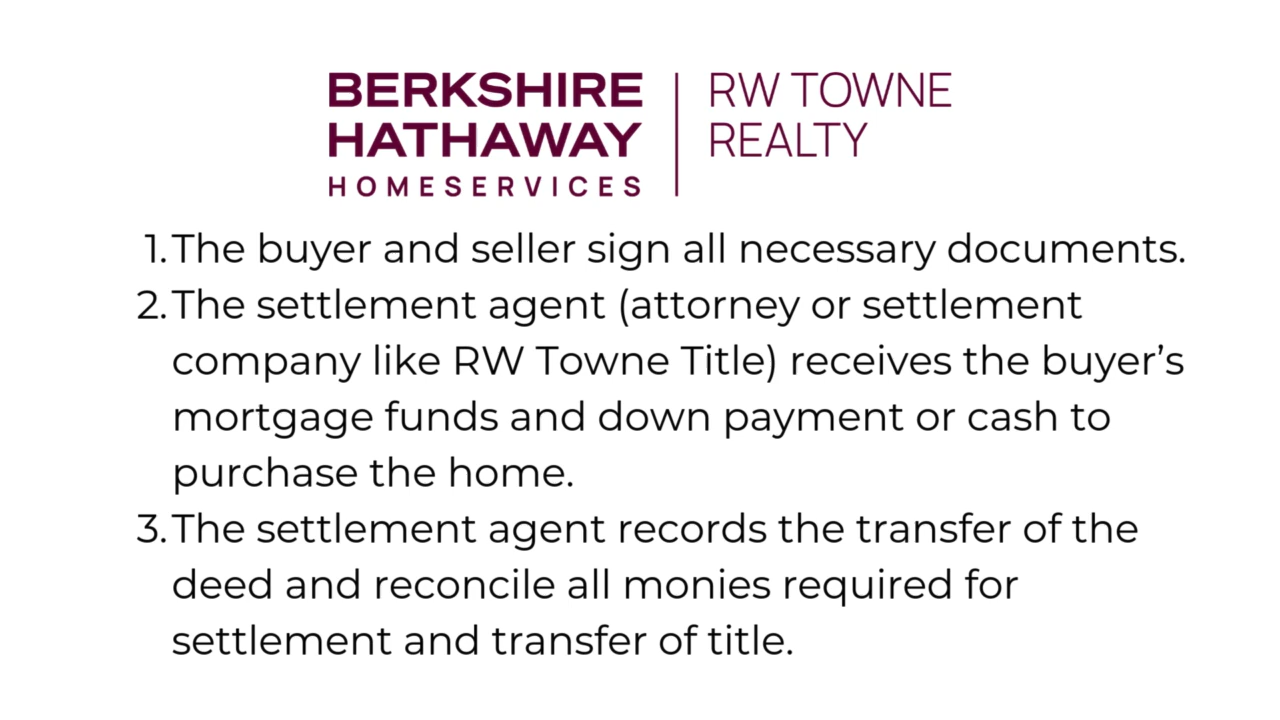 BERKSHIRE
HATHAWAY
HOMESERVICES
RW TOWNE
REALTY
1. The buyer and seller sign all necessary documents.
2. The settlement agent (attorney or settlement
company like RW Towne Title) receives the buyer’s
mortgage funds and down payment or cash to
purchase the home.
3. The settlement agent records the transfer of the
deed and reconcile all monies required for
settlement and transfer of title.